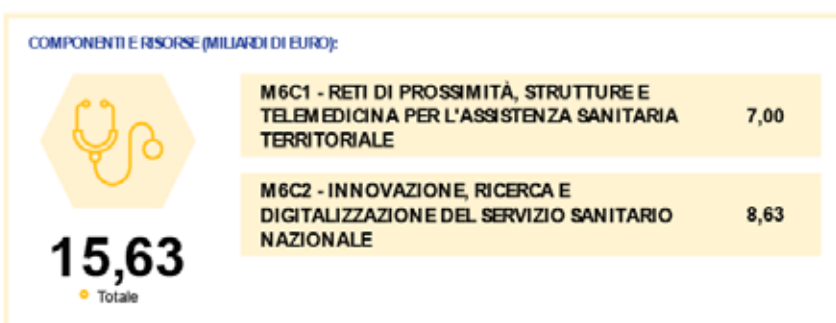 COMPONENTI E RISORSE (MILIARDI DI EURO):
M6C1 - RETI DI PROSSIMITÀ, STRUTTURE E
TELEMEDICINA PER L'ASSISTENZA SANITARIA
TERRITORIALE
7,00
M6C2 - INNOVAZIONE, RICERCA E
DIGITALIZZAZIONE DEL SERVIZIO SANITARIO
NAZIONALE
8,63
15,63
Totale